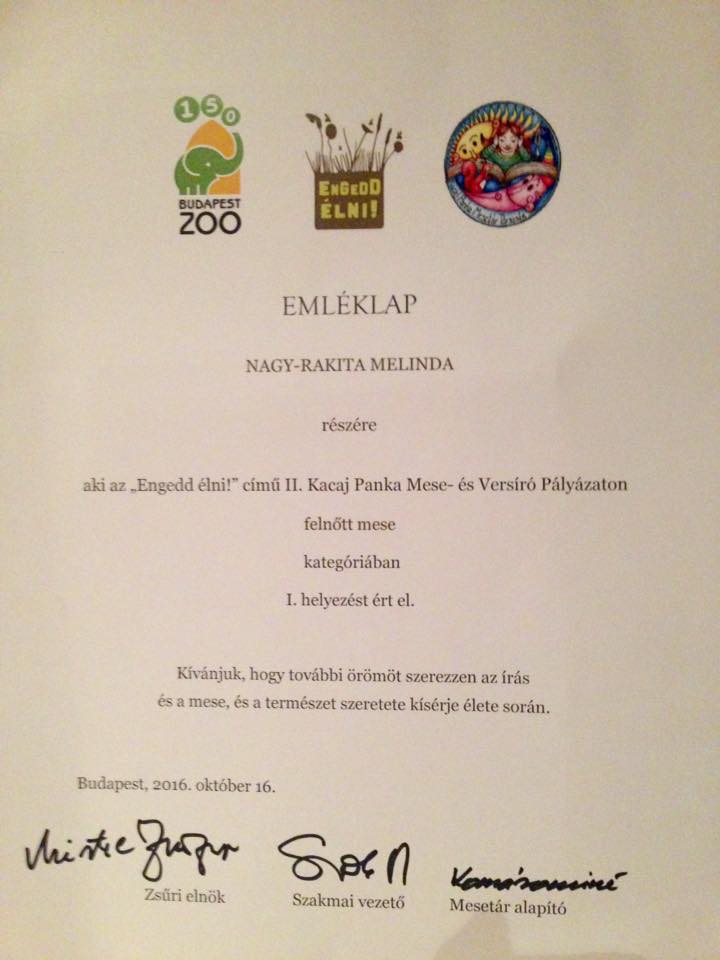 150
BUDAPEST
ZOO
ENGEDD
ÉLNI!
EMLÉKLAP
NAGY-RAKITA MELINDA
részére
aki az „Engedd élni!” című II. Kacaj Panka Mese- és Versíró Pályázaton
felnőtt mese
kategóriában
I. helyezést ért el.
Kívánjuk, hogy további örömöt szerezzen az írás
és a mese, és a természet szeretete kísérje élete során.
Budapest, 2016. október 16.
Zsűri elnök
Szakmai vezető
Mesetár alapító